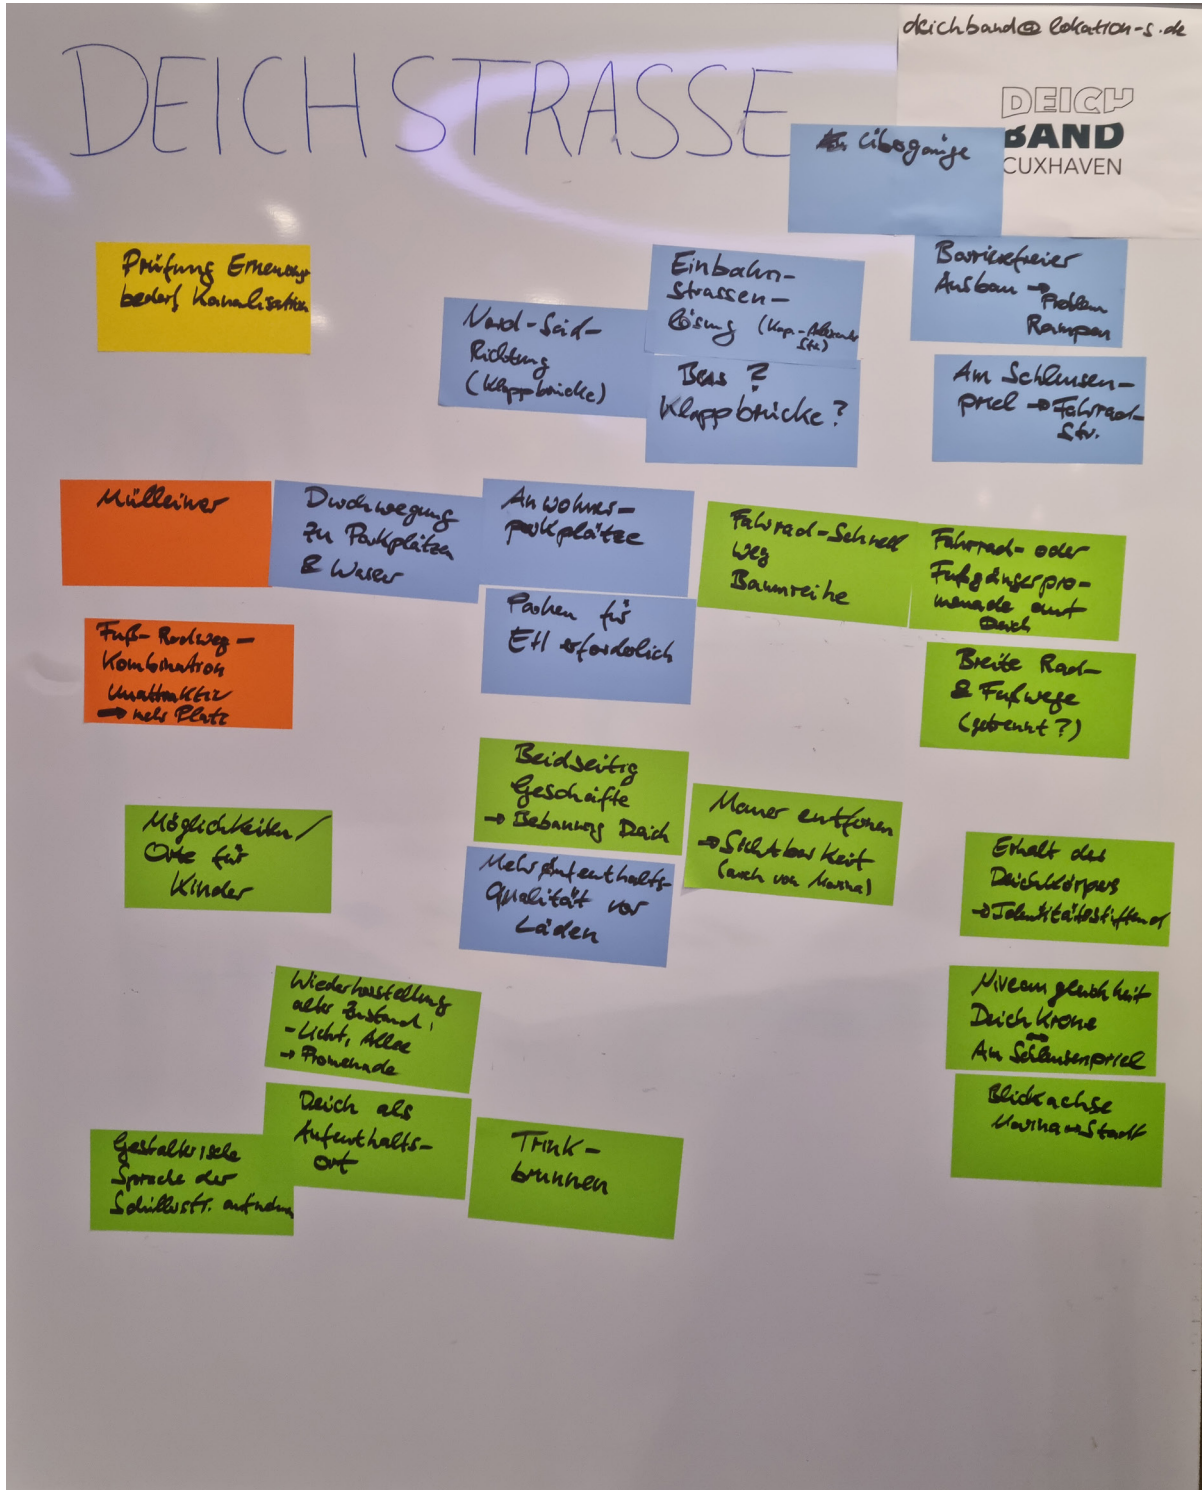 deichband@lokation-s.de
DEICHSTRASSE
DEICH
BAND
CUXHAVEN
Übergänge
Prüfung Erneuerungs
bedarf Kanalisation
Nord-Süd-
Richtung
(Klappbrücke)
Einbahn-
strassen-
lösung (Kap.-Alexander
Str.)
Barrierefreier
Ausbau → Problem
Rampen
Bus ?
Klappbrücke?
Am Schleusen-
priel → Fahrrad-
Str.
Mülleimer
Durchwegung
zu Parkplätzen
& Wasser
Anwohner-
parkplätze
Fahrrad-Schnell
weg
Baumreihe
Fahrrad- oder
Fußgängerpro-
menade auf
Deich
Parken für
EH erforderlich
Fuß-Radweg-
Kombination
unattraktiv
→ mehr Platz
Breite Rad-
& Fußwege
(getrennt?)
Beidseitig
Geschäfte
→ Bebauung Deich
Mauer entfernen
→ Sichtbarkeit
(auch von Marina)
Möglichkeiten/
Orte für
Kinder
Mehr Aufenthalts-
qualität vor
Läden
Erhalt des
Deichkörpers
→ Identitätsstiftend
Wiederherstellung
alter Zustand:
- Licht, Allee
→ Promenade
Niveaugleichheit
Deichkrone
↔
Am Schleusenpriel
Deich als
Aufenthalts-
ort
Blickachse
Marina → Stadt
Gestalterische
Sprache der
Schillerstr. aufnehmen
Trink-
brunnen